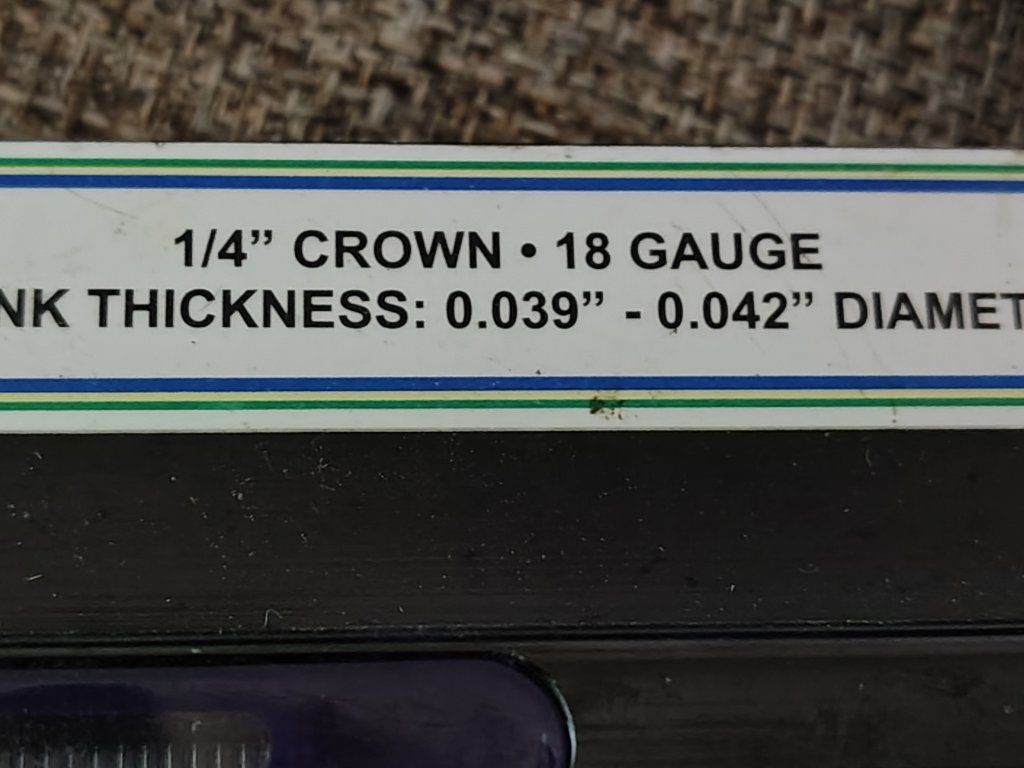 1/4” CROWN • 18 GAUGE
NK THICKNESS: 0.039” - 0.042” DIAMET